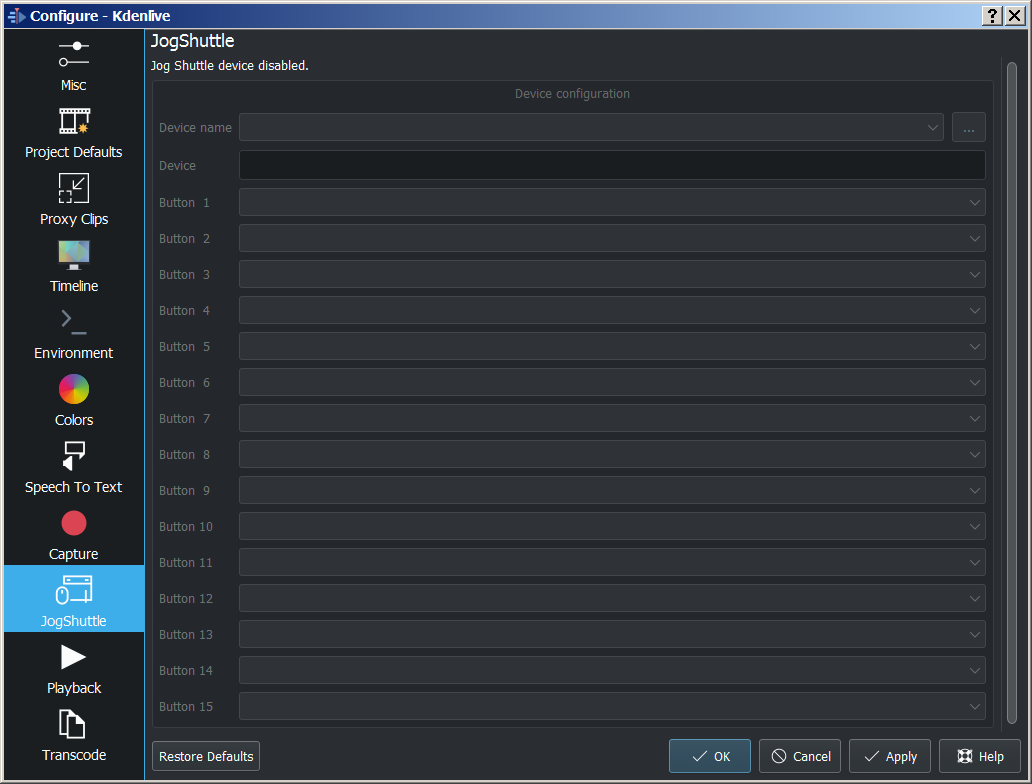 Configure - Kdenlive
Misc
Project Defaults
Proxy Clips
Timeline
Environment
Colors
Speech To Text
Capture
JogShuttle
Playback
Transcode
JogShuttle
Jog Shuttle device disabled.
Device configuration
Device name
...
Device
Button 1
Button 2
Button 3
Button 4
Button 5
Button 6
Button 7
Button 8
Button 9
Button 10
Button 11
Button 12
Button 13
Button 14
Button 15
Restore Defaults
OK
Cancel
Apply
Help